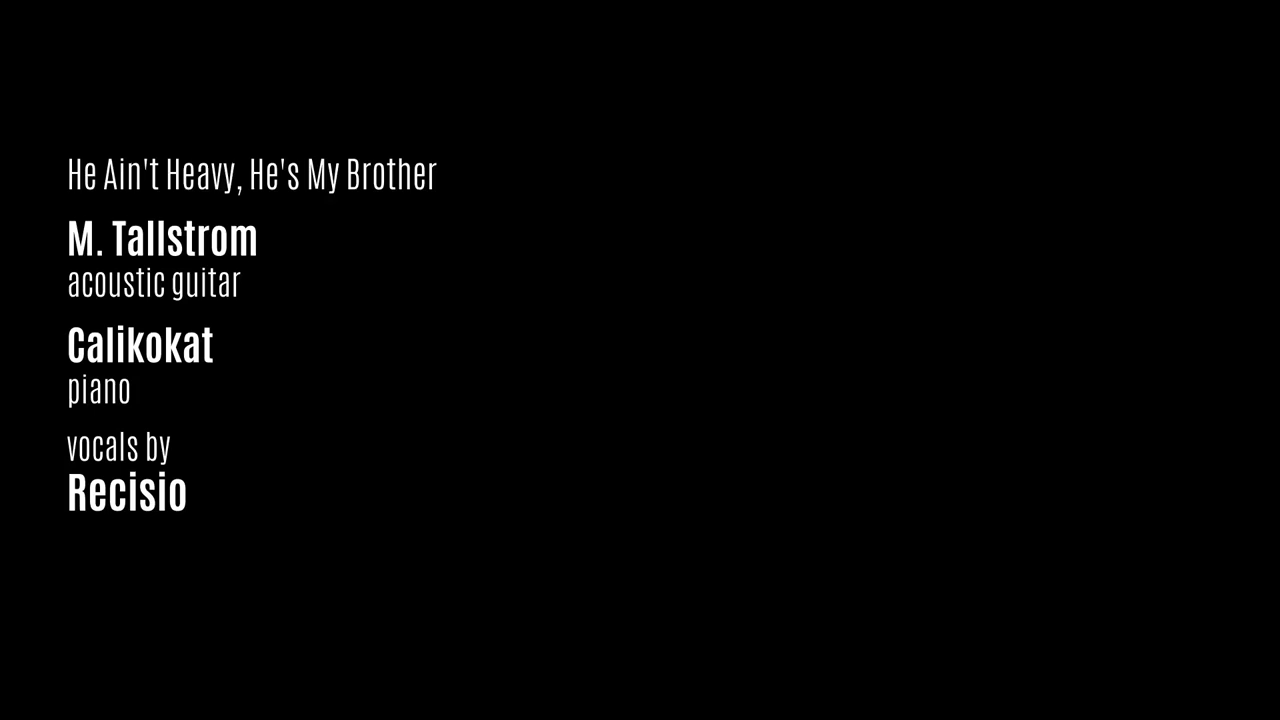 He Ain't Heavy, He's My Brother
M. Tallstrom
acoustic guitar
Calikokat
piano
vocals by
Recisio